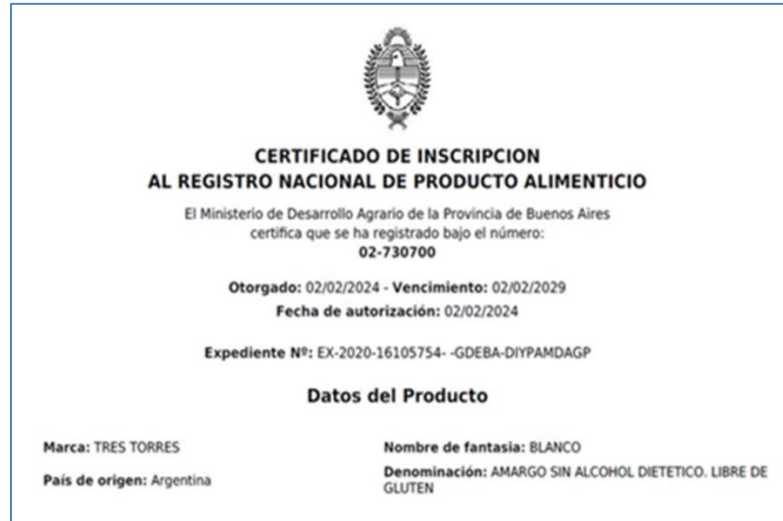 CERTIFICADO DE INSCRIPCION
AL REGISTRO NACIONAL DE PRODUCTO ALIMENTICIO
El Ministerio de Desarrollo Agrario de la Provincia de Buenos Aires
certifica que se ha registrado bajo el número:
02-730700
Otorgado: 02/02/2024 - Vencimiento: 02/02/2029
Fecha de autorización: 02/02/2024
Expediente Nº: EX-2020-16105754- -GDEBA-DIYPAMDAGP
Datos del Producto
Marca: TRES TORRES
Nombre de fantasia: BLANCO
País de origen: Argentina
Denominación: AMARGO SIN ALCOHOL DIETETICO. LIBRE DE
GLUTEN